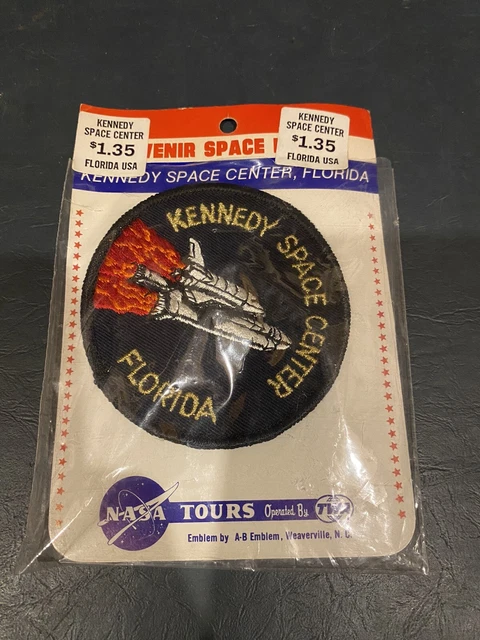 KENNEDY
SPACE CENTER
$1.35
FLORIDA USA
KENNEDY
SPACE CENTER
$1.35
FLORIDA USA
SPACE
KENNEDY SPACE CENTER, FLORIDA
KENNEDY SPACE CENTER
FLORIDA
NASA TOURS Operated By TWA
Emblem by A-B Emblem, Weaverville, N. C.